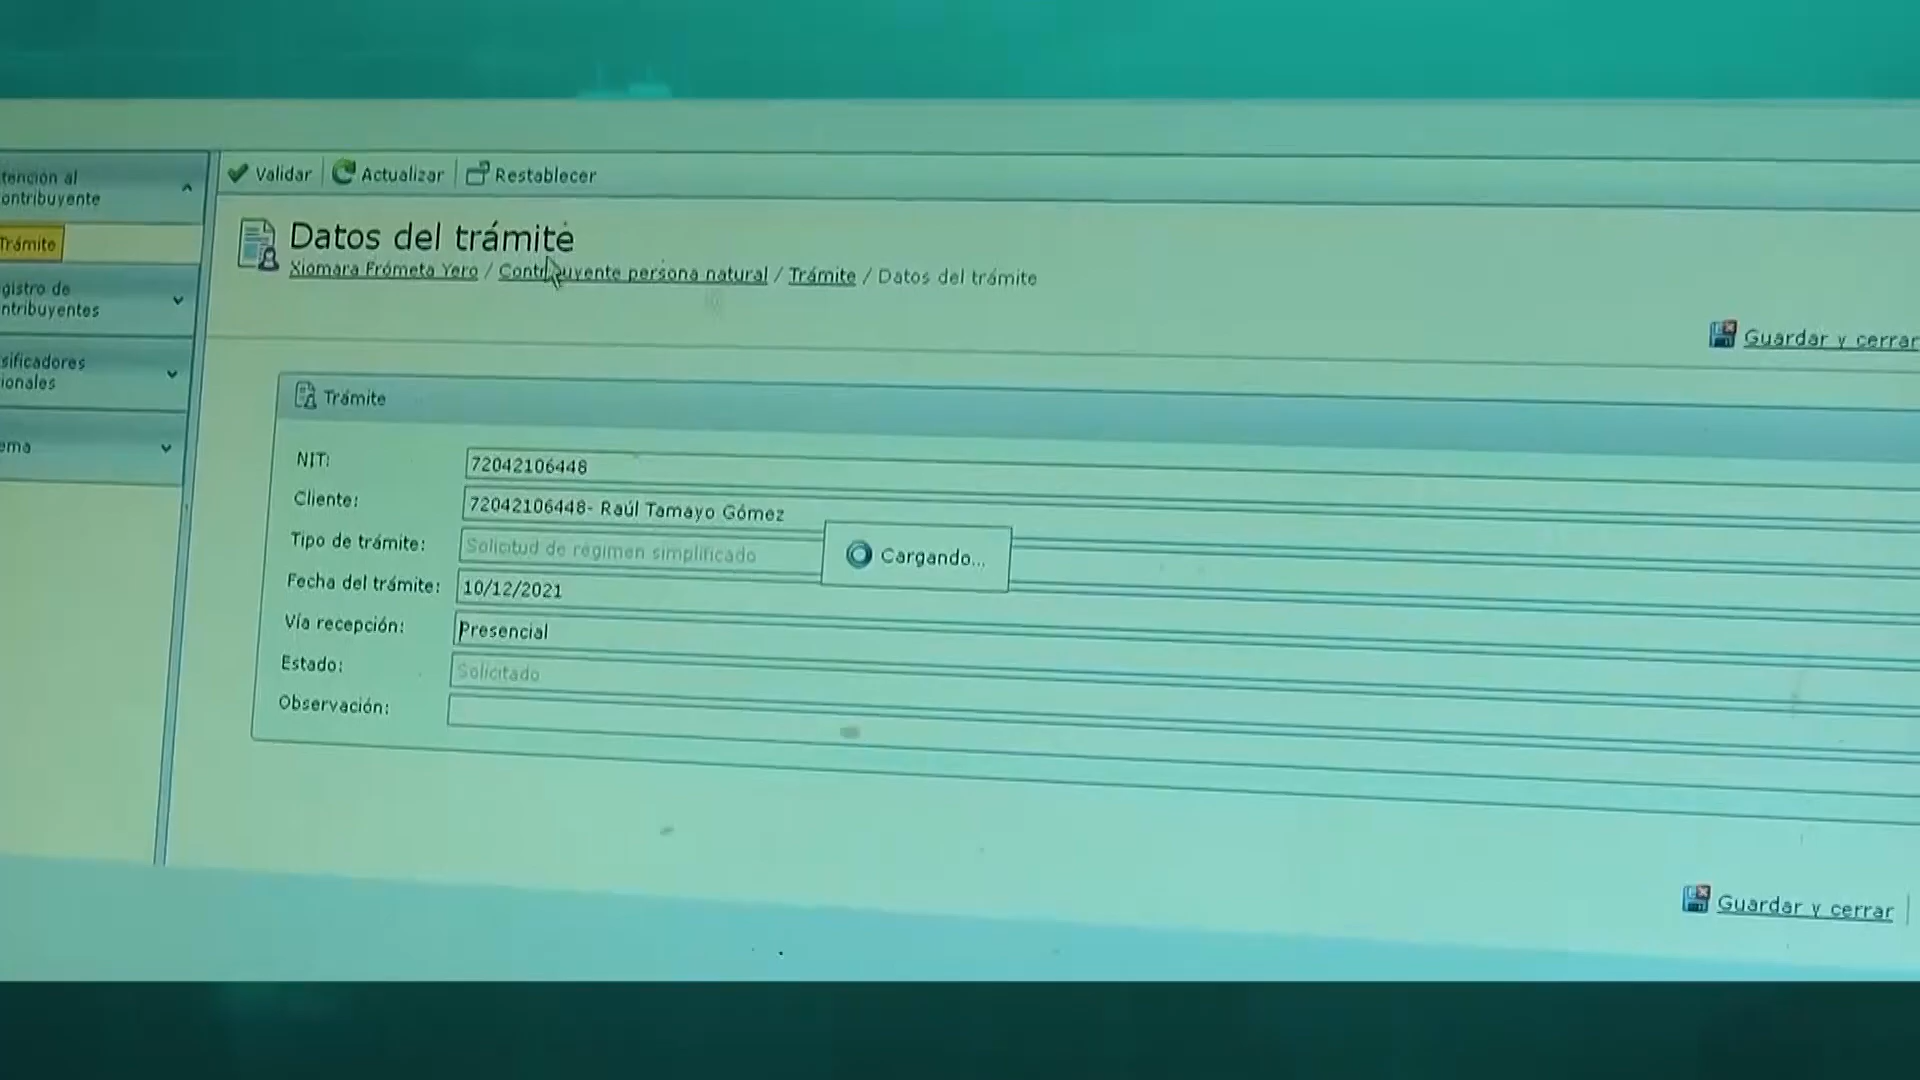 Validar Actualizar Restablecer
tención al
ontribuyente
Trámite
gistro de
ntribuyentes
sificadores
ionales
ema
Datos del trámite
Xiomara Frómeta Yero / Contribuyente persona natural / Trámite / Datos del trámite
Guardar y cerrar
Trámite
NIT: 72042106448
Cliente: 72042106448- Raúl Tamayo Gómez
Tipo de trámite: Solicitud de régimen simplificado
Cargando...
Fecha del trámite: 10/12/2021
Vía recepción: Presencial
Estado: Solicitado
Observación:
Guardar y cerrar